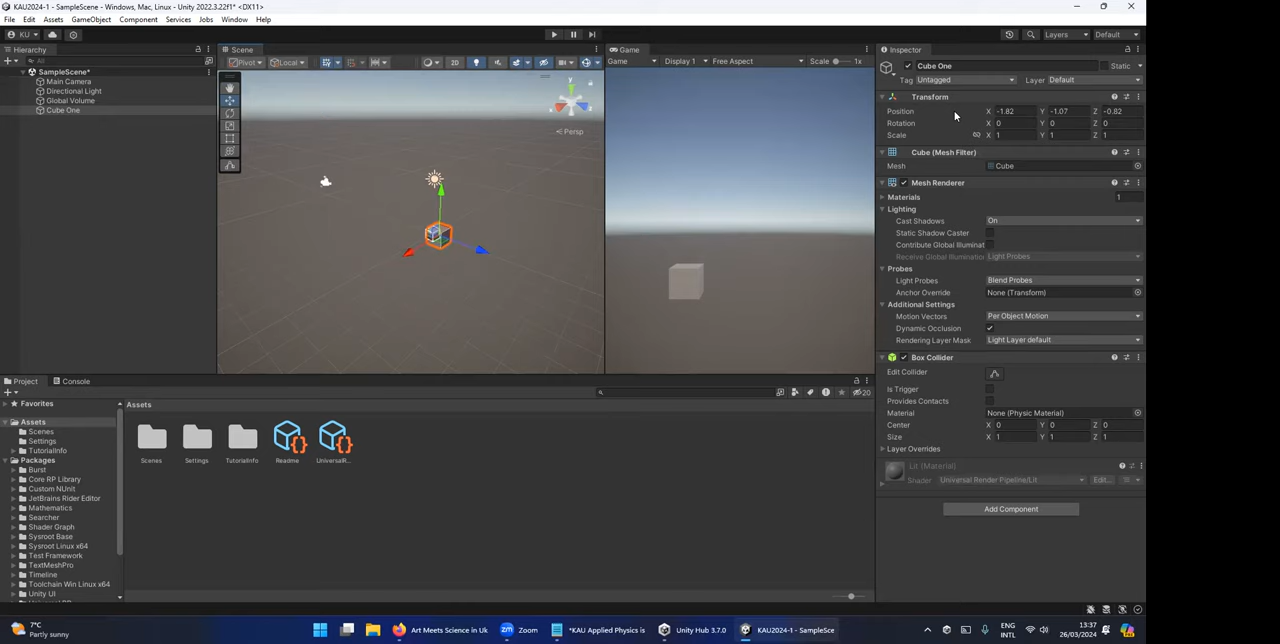 KAU2024-1 - SampleScene - Windows, Mac, Linux - Unity 2022.3.22f1* <DX11>
File Edit Assets GameObject Component Services Jobs Window Help
KU
Layers Default
Hierarchy
All
SampleScene*
Main Camera
Directional Light
Global Volume
Cube One
Scene
Pivot Local 2D
y
Persp
Game
Game Display 1 Free Aspect Scale 1x
Inspector
Cube One Static
Tag Untagged Layer Default
Transform
Position X -1.82 Y -1.07 Z -0.82
Rotation X 0 Y 0 Z 0
Scale X 1 Y 1 Z 1
Cube (Mesh Filter)
Mesh Cube
Mesh Renderer
Materials 1
Lighting
Cast Shadows On
Static Shadow Caster
Contribute Global Illuminat
Receive Global Illumination Light Probes
Probes
Light Probes Blend Probes
Anchor Override None (Transform)
Additional Settings
Motion Vectors Per Object Motion
Dynamic Occlusion
Rendering Layer Mask Light Layer default
Box Collider
Edit Collider
Is Trigger
Provides Contacts
Material None (Physic Material)
Center X 0 Y 0 Z 0
Size X 1 Y 1 Z 1
Layer Overrides
Lit (Material)
Shader Universal Render Pipeline/Lit Edit...
Add Component
Project Console
20
Favorites
Assets
Scenes
Settings
TutorialInfo
Packages
Burst
Core RP Library
Custom NUnit
JetBrains Rider Editor
Mathematics
Searcher
Shader Graph
Sysroot Base
Sysroot Linux x64
Test Framework
TextMeshPro
Timeline
Toolchain Win Linux x64
Unity UI
Assets
Scenes Settings TutorialInfo Readme UniversalR...
7°C
Partly sunny
Art Meets Science in Uk
Zoom
*KAU Applied Physics is
Unity Hub 3.7.0
KAU2024-1 - SampleSce
ENG
INTL
13:37
26/03/2024